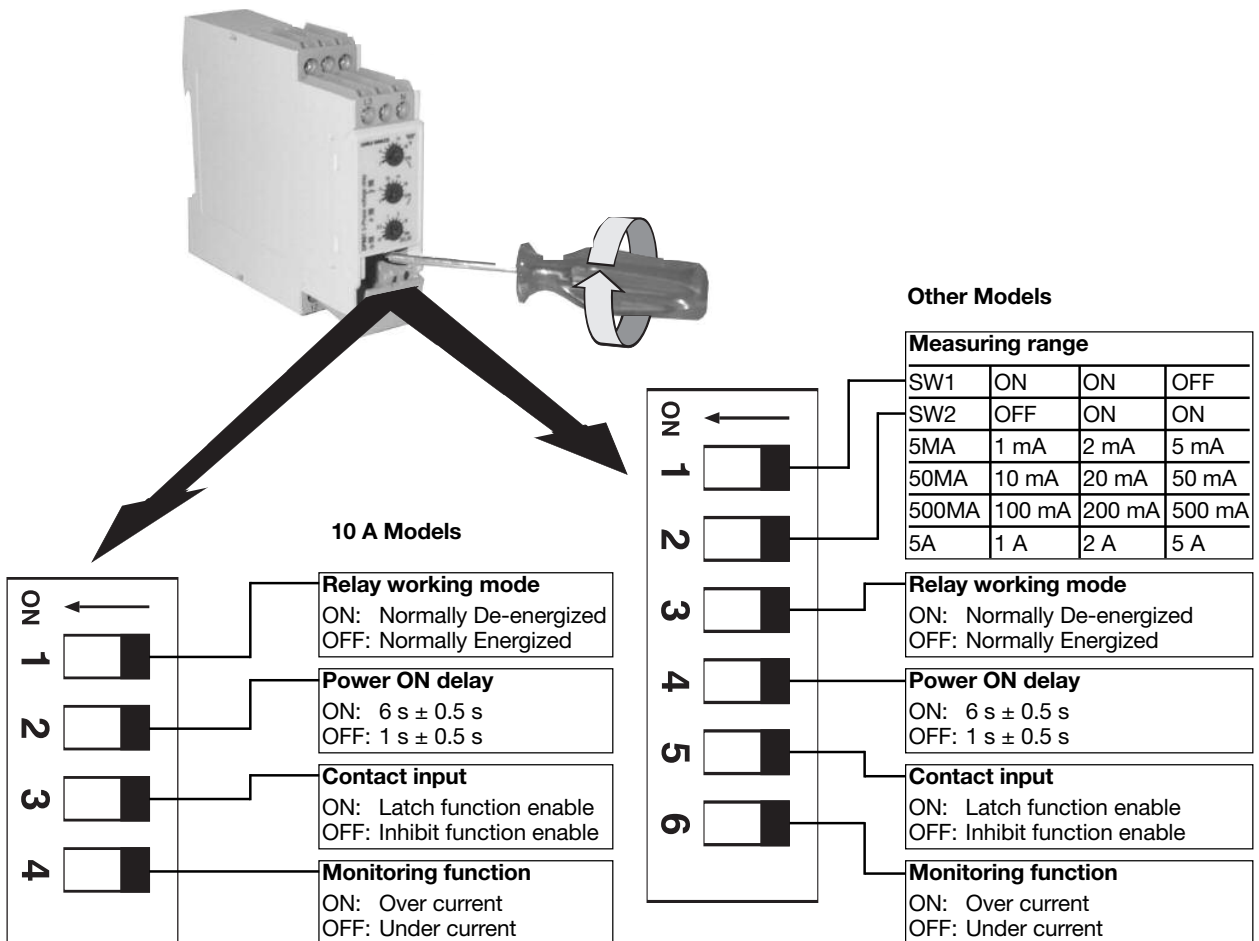 Other Models
Measuring range
SW1 ON ON OFF
SW2 OFF ON ON
5MA 1 mA 2 mA 5 mA
50MA 10 mA 20 mA 50 mA
500MA 100 mA 200 mA 500 mA
5A 1 A 2 A 5 A
ON
1
2
3
4
5
6
Relay working mode
ON: Normally De-energized
OFF: Normally Energized
Power ON delay
ON: 6 s ± 0.5 s
OFF: 1 s ± 0.5 s
Contact input
ON: Latch function enable
OFF: Inhibit function enable
Monitoring function
ON: Over current
OFF: Under current
10 A Models
ON
1
2
3
4
Relay working mode
ON: Normally De-energized
OFF: Normally Energized
Power ON delay
ON: 6 s ± 0.5 s
OFF: 1 s ± 0.5 s
Contact input
ON: Latch function enable
OFF: Inhibit function enable
Monitoring function
ON: Over current
OFF: Under current